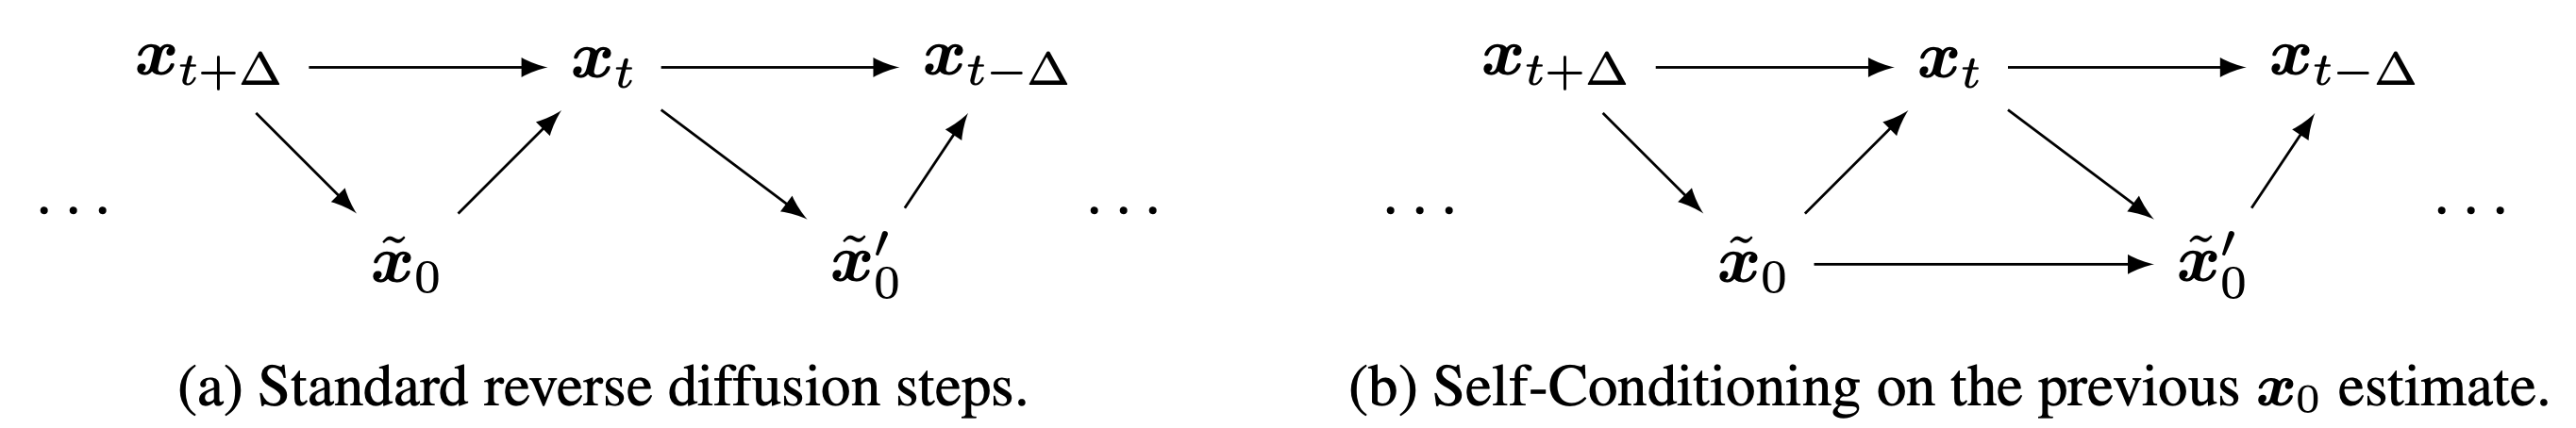 x_{t+Δ} x_t x_{t−Δ} x_{t+Δ} x_t x_{t−Δ}
··· ··· ··· ···
x̃_0 x̃′_0 x̃_0 x̃′_0
(a) Standard reverse diffusion steps.
(b) Self-Conditioning on the previous x_0 estimate.